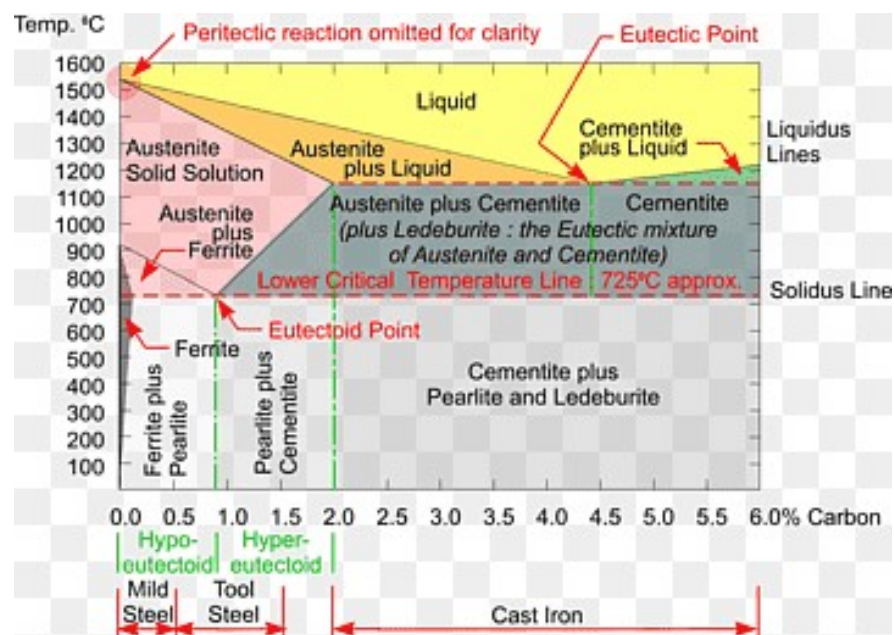 Temp. ºC
Peritectic reaction omitted for clarity
Eutectic Point
1600
1500
1400
1300
1200
1100
1000
900
800
700
600
500
400
300
200
100
Liquid
Cementite
plus Liquid
Liquidus
Lines
Austenite
Solid Solution
Austenite
plus Liquid
Austenite
plus
Ferrite
Austenite plus Cementite
(plus Ledeburite : the Eutectic mixture
of Austenite and Cementite)
Cementite
Lower Critical Temperature Line
725ºC approx.
Solidus Line
Eutectoid Point
Ferrite
Ferrite plus
Pearlite
Pearlite plus
Cementite
Cementite plus
Pearlite and Ledeburite
0.0 0.5 1.0 1.5 2.0 2.5 3.0 3.5 4.0 4.5 5.0 5.5 6.0% Carbon
Hypo-
eutectoid
Hyper-
eutectoid
Mild
Steel
Tool
Steel
Cast Iron